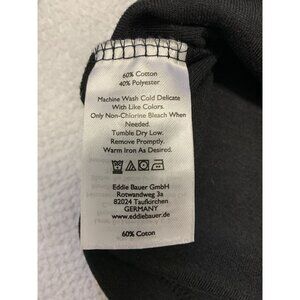 60% Cotton
40% Polyester
Machine Wash Cold Delicate
With Like Colors.
Only Non-Chlorine Bleach When
Needed.
Tumble Dry Low.
Remove Promptly.
Warm Iron As Desired.
Eddie Bauer GmbH
Rotwandweg 3a
82024 Taufkirchen
GERMANY
www.eddiebauer.de
60% Coton